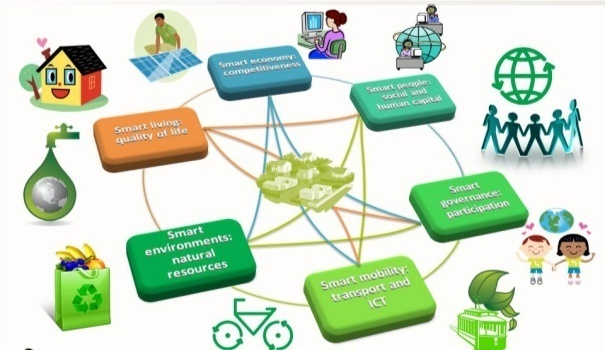 Smart economy:
competitiveness
Smart people:
social and
human capital
Smart living:
quality of life
Smart
governance:
participation
Smart
environments:
natural
resources
Smart mobility:
transport and
ICT